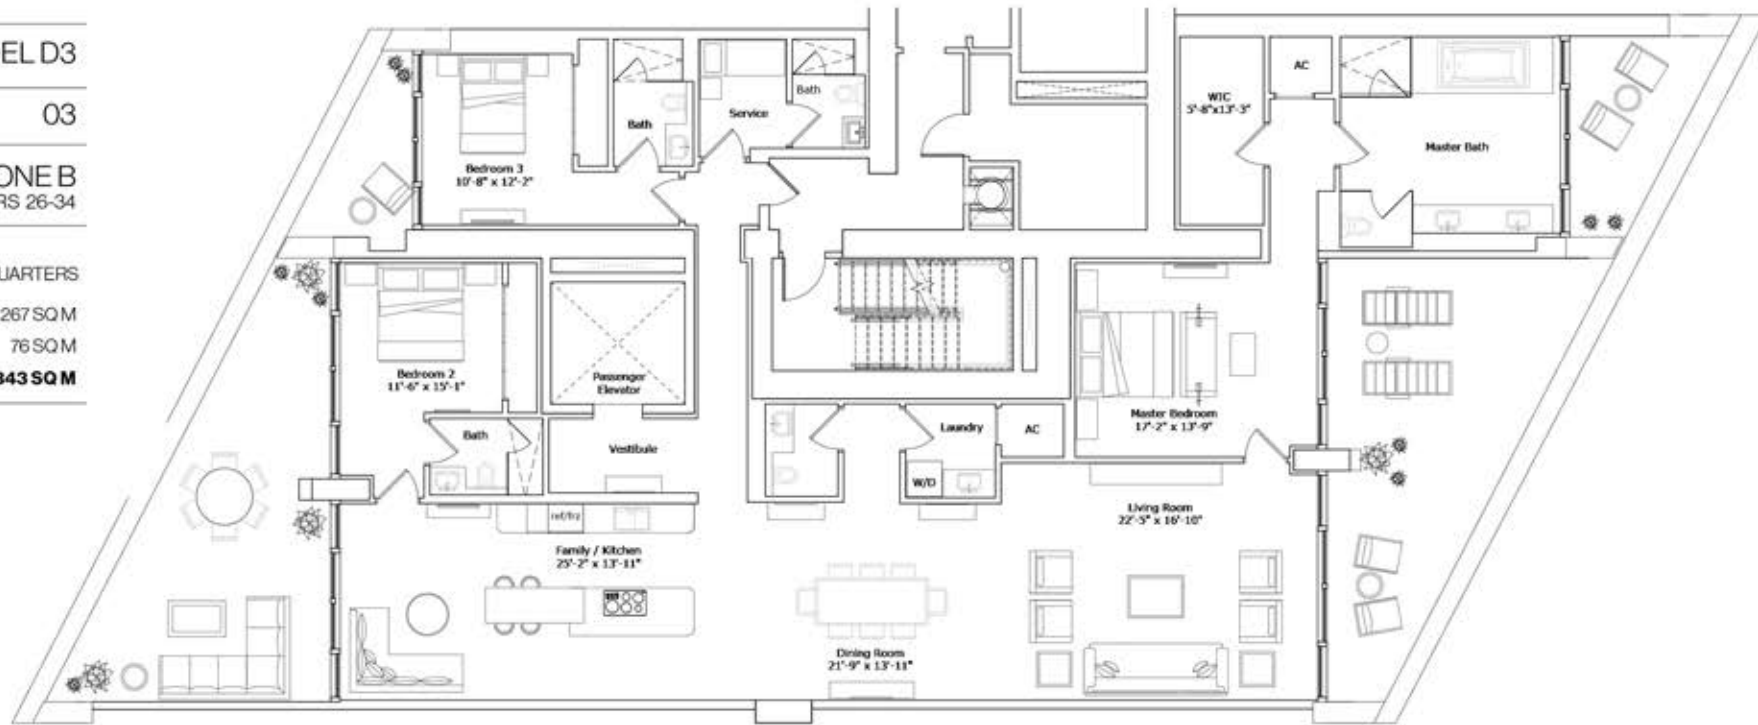 EL D3
03
ONE B
RS 26-34
UARTERS
267 SQ M
76 SQ M
343 SQ M
Bedroom 3
10'-8" x 12'-2"
Bath
Service
Bath
WIC
5'-8"x13'-3"
AC
Master Bath
Bedroom 2
11'-6" x 15'-1"
Passenger
Elevator
Bath
Vestibule
Laundry
AC
W/D
Master Bedroom
17'-2" x 13'-9"
ref/frz
Family / Kitchen
25'-2" x 13'-11"
Living Room
22'-5" x 16'-10"
Dining Room
21'-9" x 13'-11"